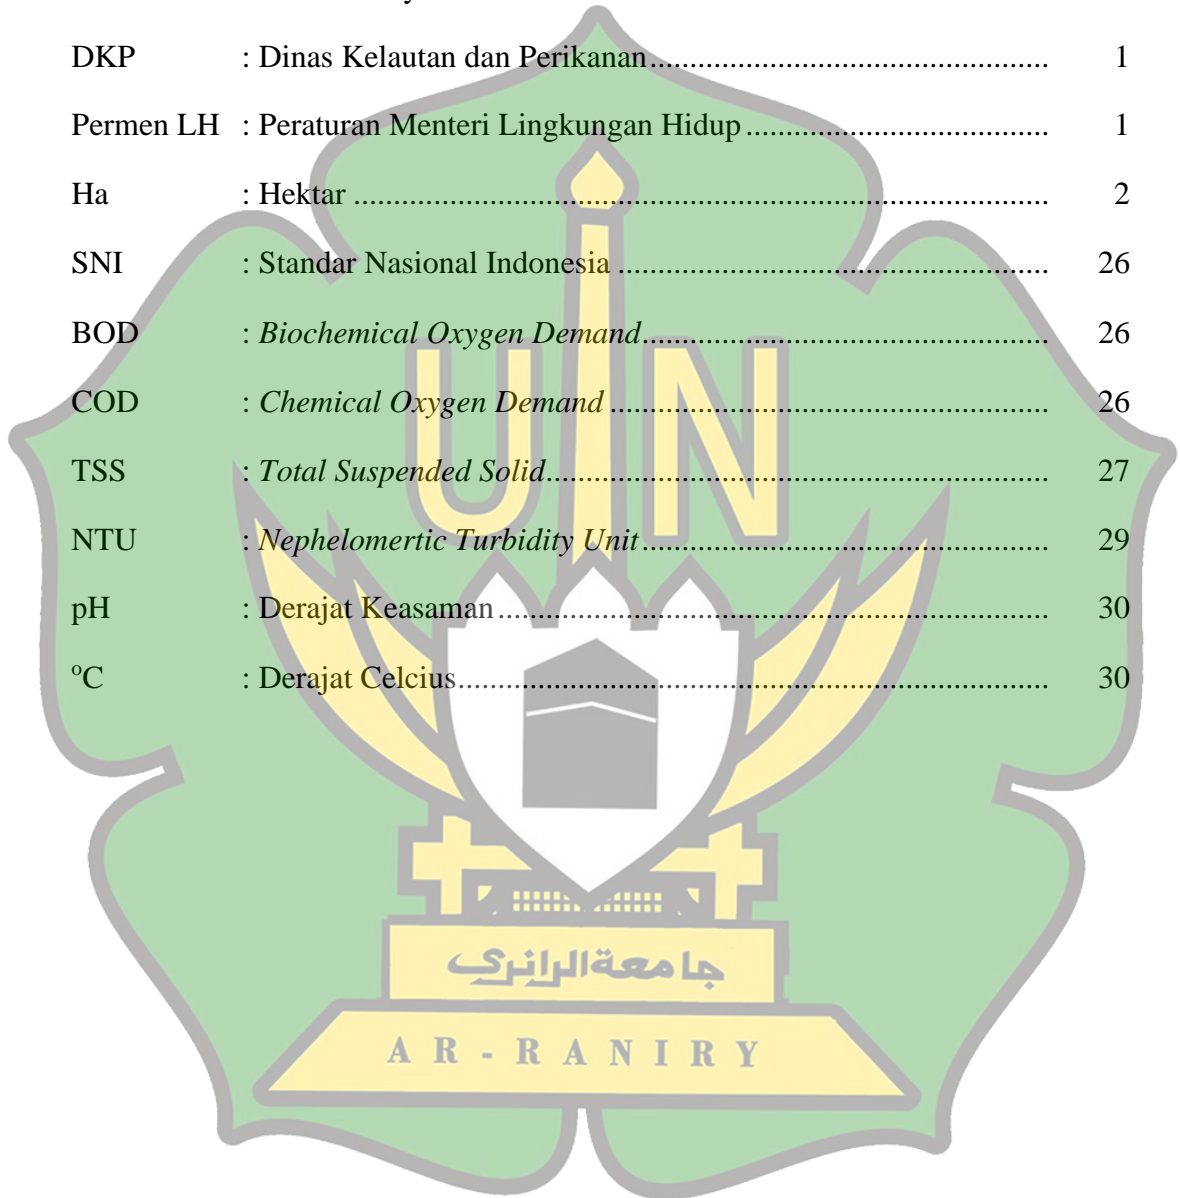 DKP : Dinas Kelautan dan Perikanan.................................................. 1
Permen LH : Peraturan Menteri Lingkungan Hidup...................................... 1
Ha : Hektar ....................................................................................... 2
SNI : Standar Nasional Indonesia ...................................................... 26
BOD : Biochemical Oxygen Demand................................................... 26
COD : Chemical Oxygen Demand ....................................................... 26
TSS : Total Suspended Solid............................................................... 27
NTU : Nephelomertic Turbidity Unit................................................... 29
pH : Derajat Keasaman..................................................................... 30
°C : Derajat Celcius.......................................................................... 30
UIN
جامعةالرانري
AR-RANIRY